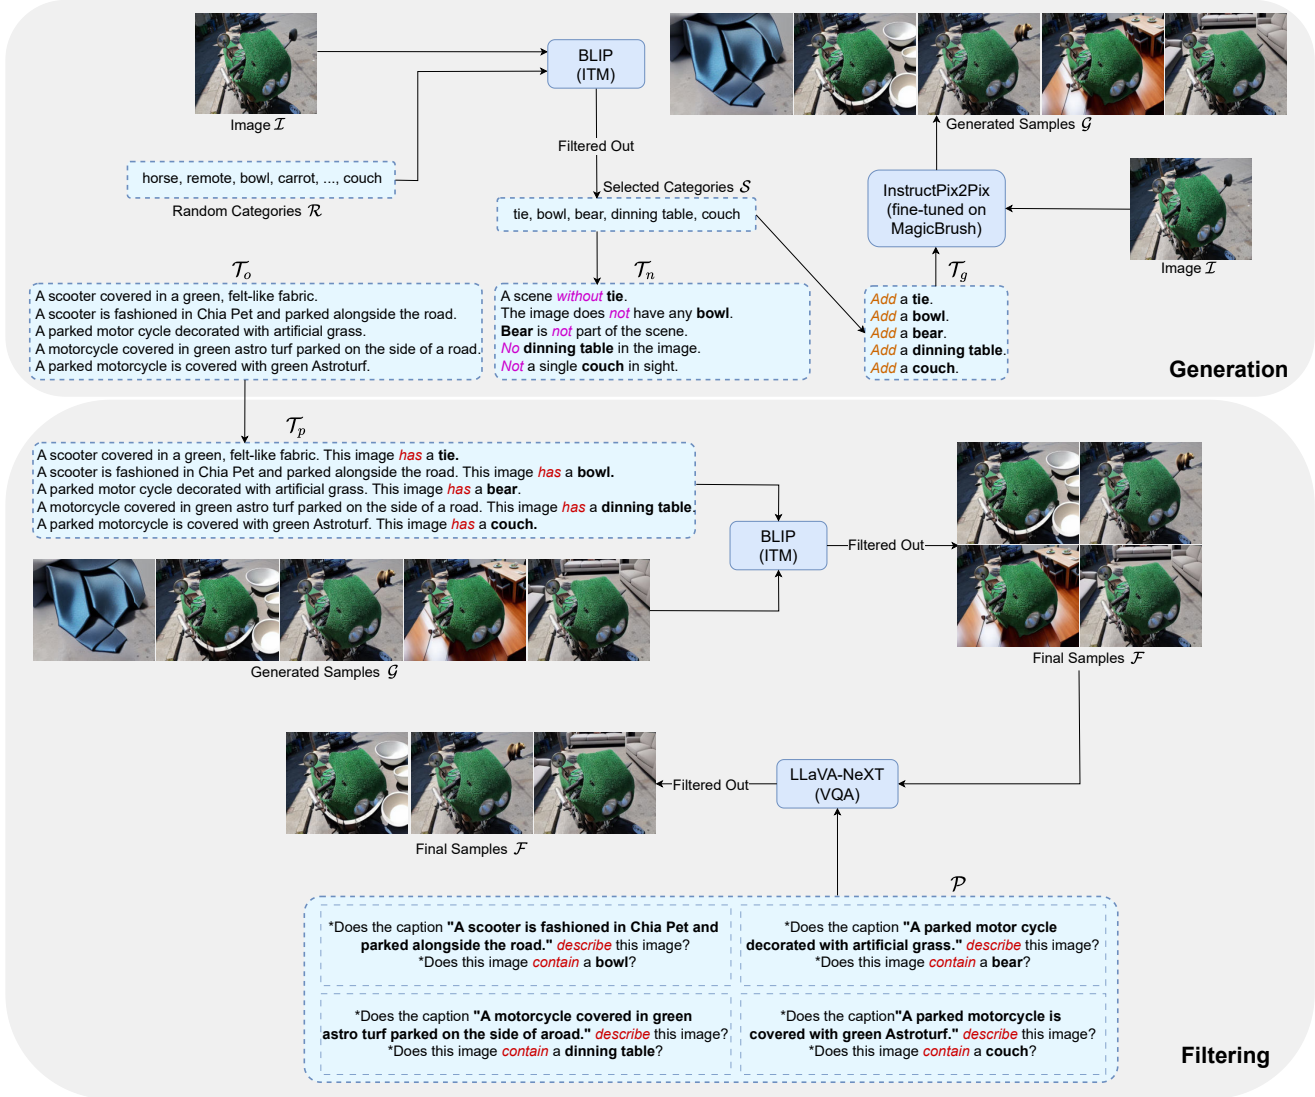 BLIP
(ITM)
Image I
Filtered Out
Generated Samples G
horse, remote, bowl, carrot, ..., couch
Random Categories R
Selected Categories S
tie, bowl, bear, dinning table, couch
InstructPix2Pix
(fine-tuned on
MagicBrush)
Image I
T_o
A scooter covered in a green, felt-like fabric.
A scooter is fashioned in Chia Pet and parked alongside the road.
A parked motor cycle decorated with artificial grass.
A motorcycle covered in green astro turf parked on the side of a road.
A parked motorcycle is covered with green Astroturf.
T_n
A scene without tie.
The image does not have any bowl.
Bear is not part of the scene.
No dinning table in the image.
Not a single couch in sight.
T_g
Add a tie.
Add a bowl.
Add a bear.
Add a dinning table.
Add a couch.
Generation
T_p
A scooter covered in a green, felt-like fabric. This image has a tie.
A scooter is fashioned in Chia Pet and parked alongside the road. This image has a bowl.
A parked motor cycle decorated with artificial grass. This image has a bear.
A motorcycle covered in green astro turf parked on the side of a road. This image has a dinning table.
A parked motorcycle is covered with green Astroturf. This image has a couch.
BLIP
(ITM)
Filtered Out
Generated Samples G
Final Samples F
LLaVA-NeXT
(VQA)
Filtered Out
Final Samples F
P
*Does the caption "A scooter is fashioned in Chia Pet and
parked alongside the road." describe this image?
*Does this image contain a bowl?
*Does the caption "A parked motor cycle
decorated with artificial grass." describe this image?
*Does this image contain a bear?
*Does the caption "A motorcycle covered in green
astro turf parked on the side of aroad." describe this image?
*Does this image contain a dinning table?
*Does the caption"A parked motorcycle is
covered with green Astroturf." describe this image?
*Does this image contain a couch?
Filtering